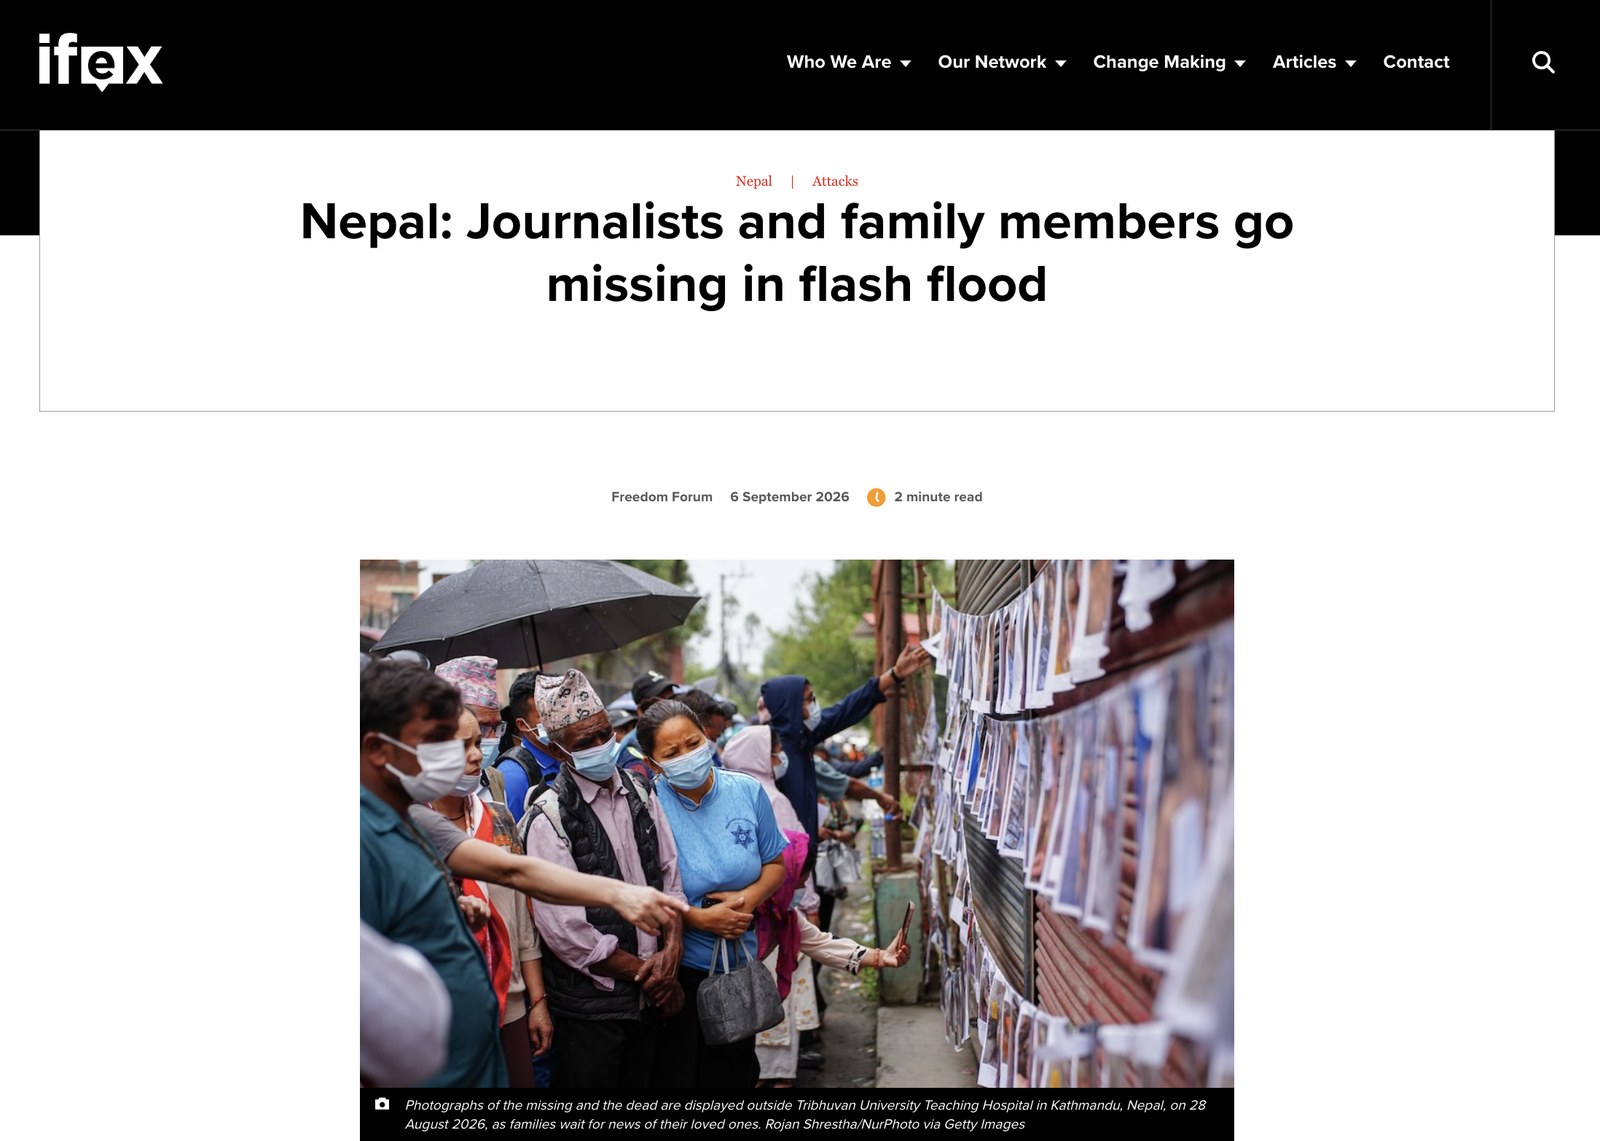 ifex
Who We Are
Our Network
Change Making
Articles
Contact
Nepal | Attacks
Nepal: Journalists and family members go
missing in flash flood
Freedom Forum 6 September 2026 2 minute read
Photographs of the missing and the dead are displayed outside Tribhuvan University Teaching Hospital in Kathmandu, Nepal, on 28
August 2026, as families wait for news of their loved ones. Rojan Shrestha/NurPhoto via Getty Images